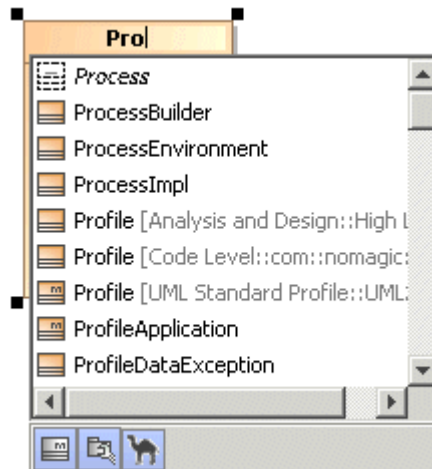 Pro
Process
ProcessBuilder
ProcessEnvironment
ProcessImpl
Profile [Analysis and Design::High L
Profile [Code Level::com::nomagic:
Profile [UML Standard Profile::UML2
ProfileApplication
ProfileDataException